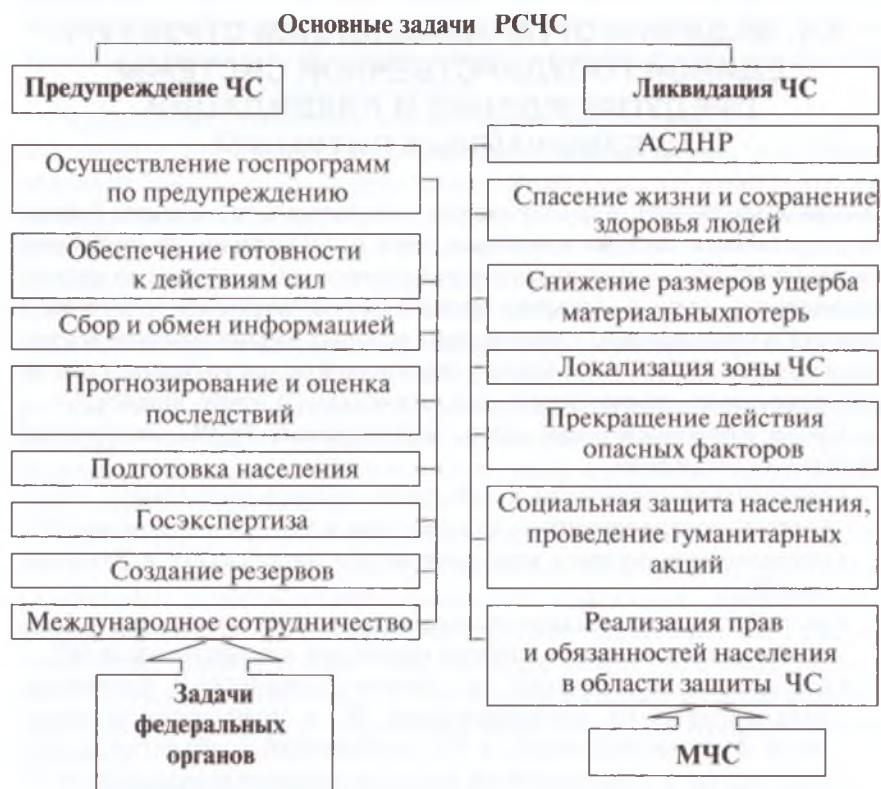 Основные задачи РСЧС
Предупреждение ЧС
Осуществление госпрограмм
по предупреждению
Обеспечение готовности
к действиям сил
Сбор и обмен информацией
Прогнозирование и оценка
последствий
Подготовка населения
Госэкспертиза
Создание резервов
Международное сотрудничество
Задачи
федеральных
органов
Ликвидация ЧС
АСДНР
Спасение жизни и сохранение
здоровья людей
Снижение размеров ущерба
материальныхпотерь
Локализация зоны ЧС
Прекращение действия
опасных факторов
Социальная защита населения,
проведение гуманитарных
акций
Реализация прав
и обязанностей населения
в области защиты ЧС
МЧС